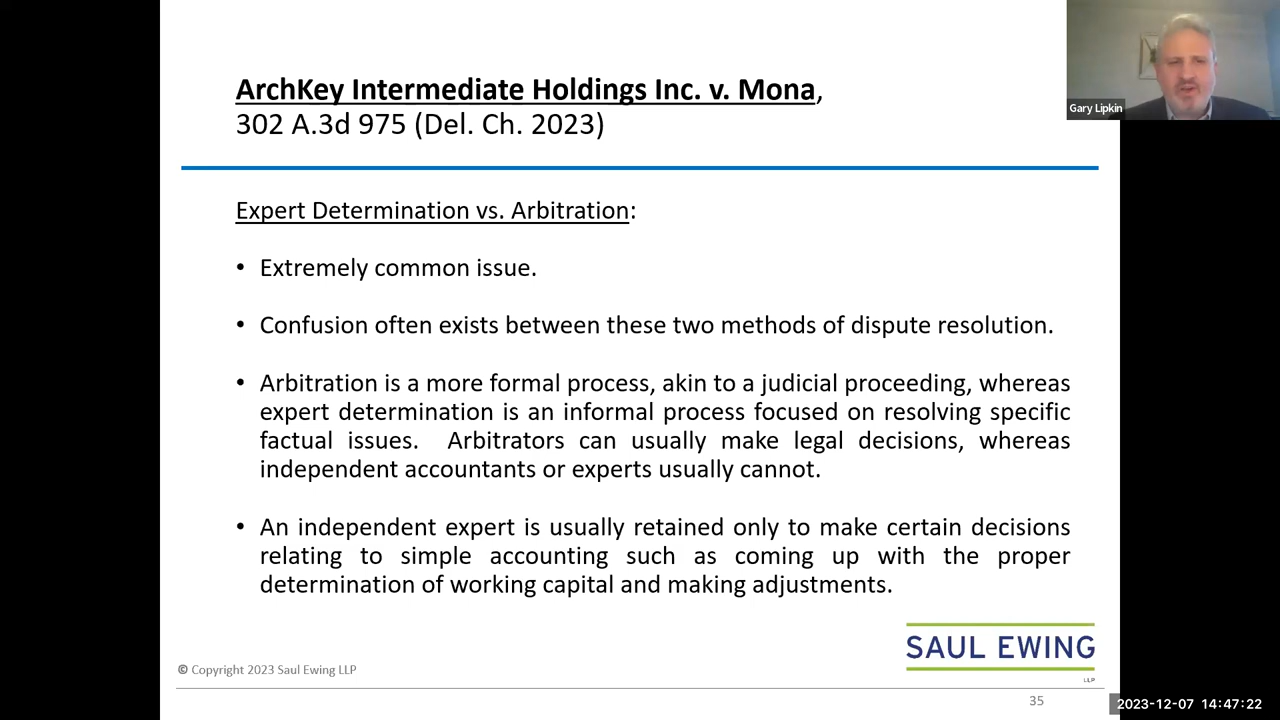 ArchKey Intermediate Holdings Inc. v. Mona,
302 A.3d 975 (Del. Ch. 2023)
Gary Lipkin
Expert Determination vs. Arbitration:
• Extremely common issue.
• Confusion often exists between these two methods of dispute resolution.
• Arbitration is a more formal process, akin to a judicial proceeding, whereas
expert determination is an informal process focused on resolving specific
factual issues.  Arbitrators can usually make legal decisions, whereas
independent accountants or experts usually cannot.
• An independent expert is usually retained only to make certain decisions
relating to simple accounting such as coming up with the proper
determination of working capital and making adjustments.
SAUL EWING
LLP
© Copyright 2023 Saul Ewing LLP
35
2023-12-07 14:47:22